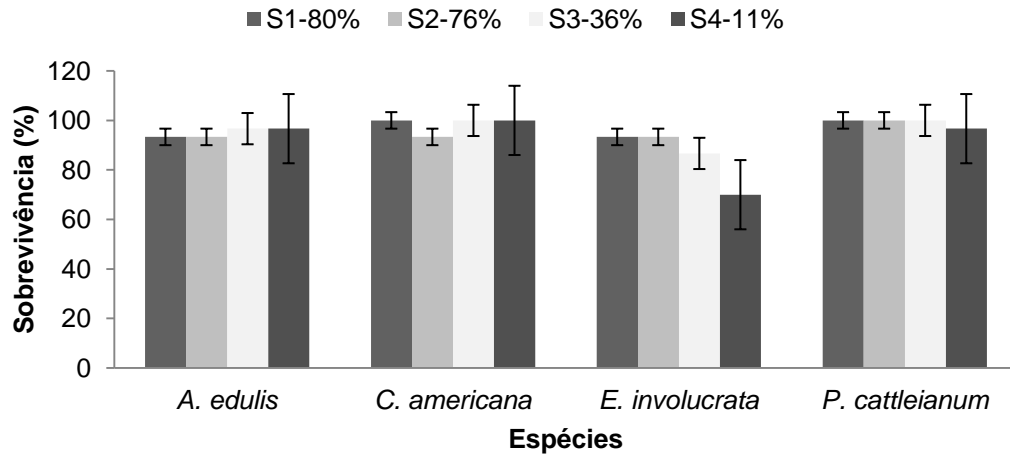 S1-80% S2-76% S3-36% S4-11%
120
100
80
60
40
20
0
Sobrevivência (%)
A. edulis C. americana E. involucrata P. cattleianum
Espécies